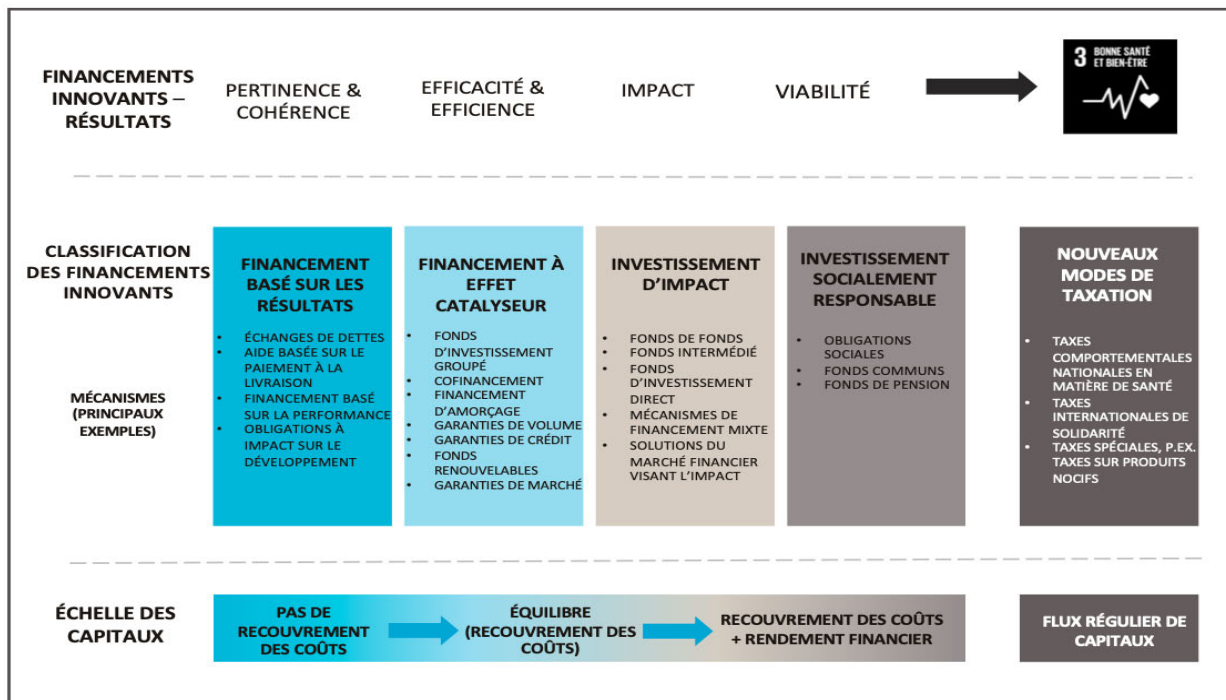 FINANCEMENTS
INNOVANTS –
RÉSULTATS
PERTINENCE &
COHÉRENCE
EFFICACITÉ &
EFFICIENCE
IMPACT
VIABILITÉ
3 BONNE SANTÉ
ET BIEN-ÊTRE
CLASSIFICATION
DES FINANCEMENTS
INNOVANTS
MÉCANISMES
(PRINCIPAUX
EXEMPLES)
FINANCEMENT
BASÉ SUR LES
RÉSULTATS
• ÉCHANGES DE DETTES
• AIDE BASÉE SUR LE
PAIEMENT À LA
LIVRAISON
• FINANCEMENT BASÉ
SUR LA PERFORMANCE
• OBLIGATIONS À
IMPACT SUR LE
DÉVELOPPEMENT
FINANCEMENT À
EFFET
CATALYSEUR
• FONDS
D’INVESTISSEMENT
GROUPÉ
• COFINANCEMENT
• FINANCEMENT
D’AMORÇAGE
• GARANTIES DE VOLUME
• GARANTIES DE CRÉDIT
• FONDS
RENOUVELABLES
• GARANTIES DE MARCHÉ
INVESTISSEMENT
D’IMPACT
• FONDS DE FONDS
• FONDS INTERMÉDIÉ
• FONDS
D’INVESTISSEMENT
DIRECT
• MÉCANISMES DE
FINANCEMENT MIXTE
• SOLUTIONS DU
MARCHÉ FINANCIER
VISANT L’IMPACT
INVESTISSEMENT
SOCIALEMENT
RESPONSABLE
• OBLIGATIONS
SOCIALES
• FONDS COMMUNS
• FONDS DE PENSION
NOUVEAUX
MODES DE
TAXATION
• TAXES
COMPORTEMENTALES
NATIONALES EN
MATIÈRE DE SANTÉ
• TAXES
INTERNATIONALES DE
SOLIDARITÉ
• TAXES SPÉCIALES, P.EX.
TAXES SUR PRODUITS
NOCIFS
ÉCHELLE DES
CAPITAUX
PAS DE
RECOUVREMENT
DES COÛTS
ÉQUILIBRE
(RECOUVREMENT DES
COÛTS)
RECOUVREMENT DES COÛTS
+ RENDEMENT FINANCIER
FLUX RÉGULIER DE
CAPITAUX